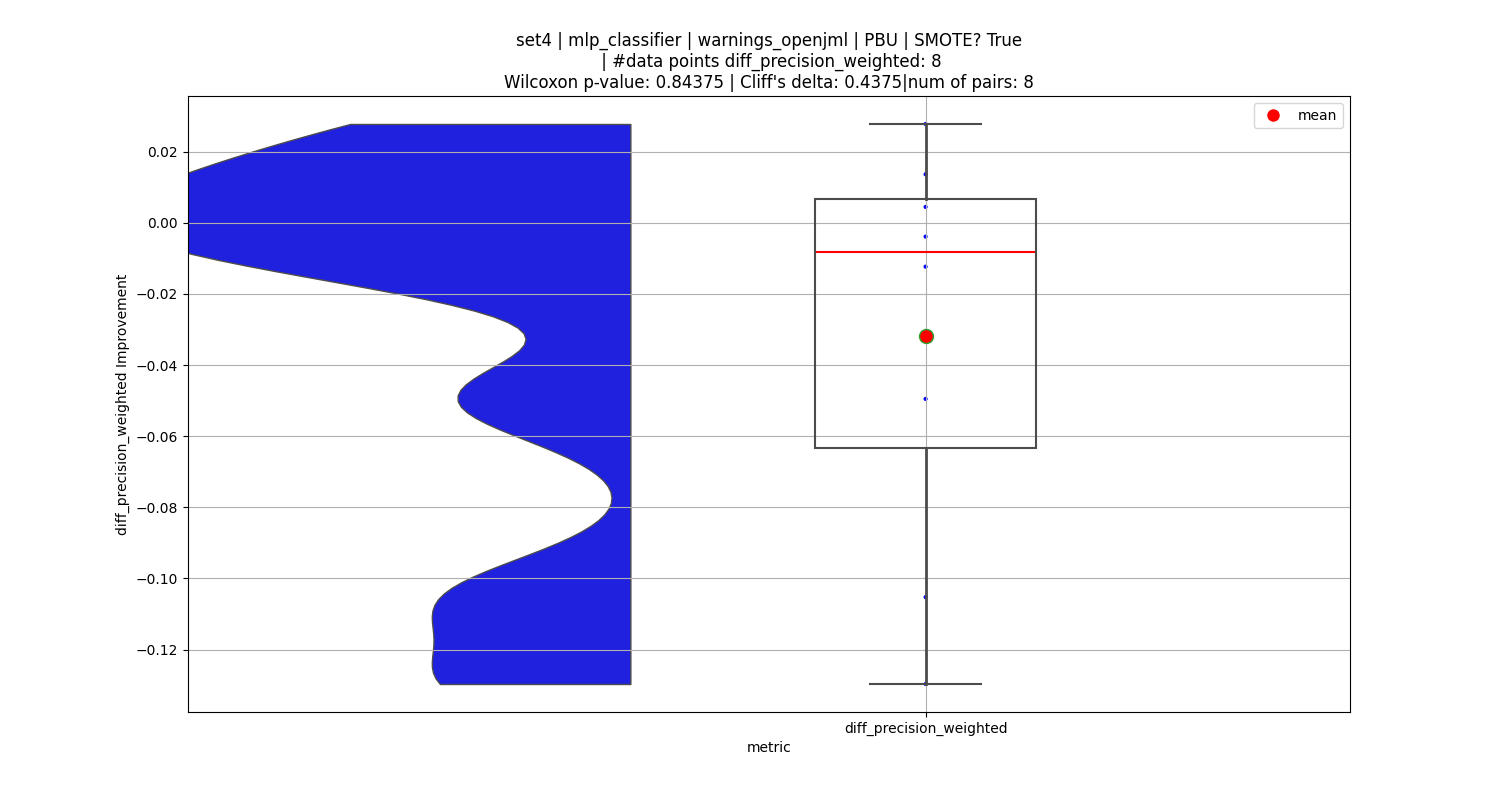 set4 | mlp_classifier | warnings_openjml | PBU | SMOTE? True
| #data points diff_precision_weighted: 8
Wilcoxon p-value: 0.84375 | Cliff's delta: 0.4375|num of pairs: 8
mean
0.02
0.00
−0.02
−0.04
−0.06
−0.08
−0.10
−0.12
diff_precision_weighted Improvement
diff_precision_weighted
metric